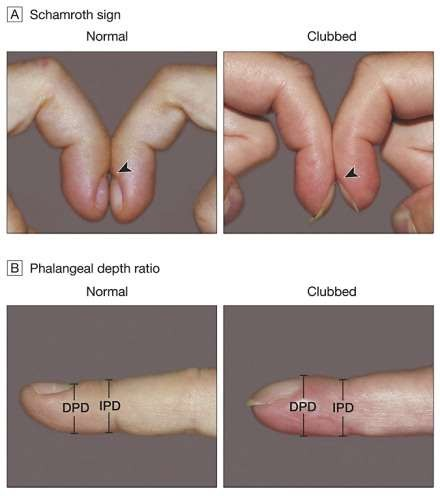 A Schamroth sign
Normal Clubbed
B Phalangeal depth ratio
Normal Clubbed
DPD IPD DPD IPD